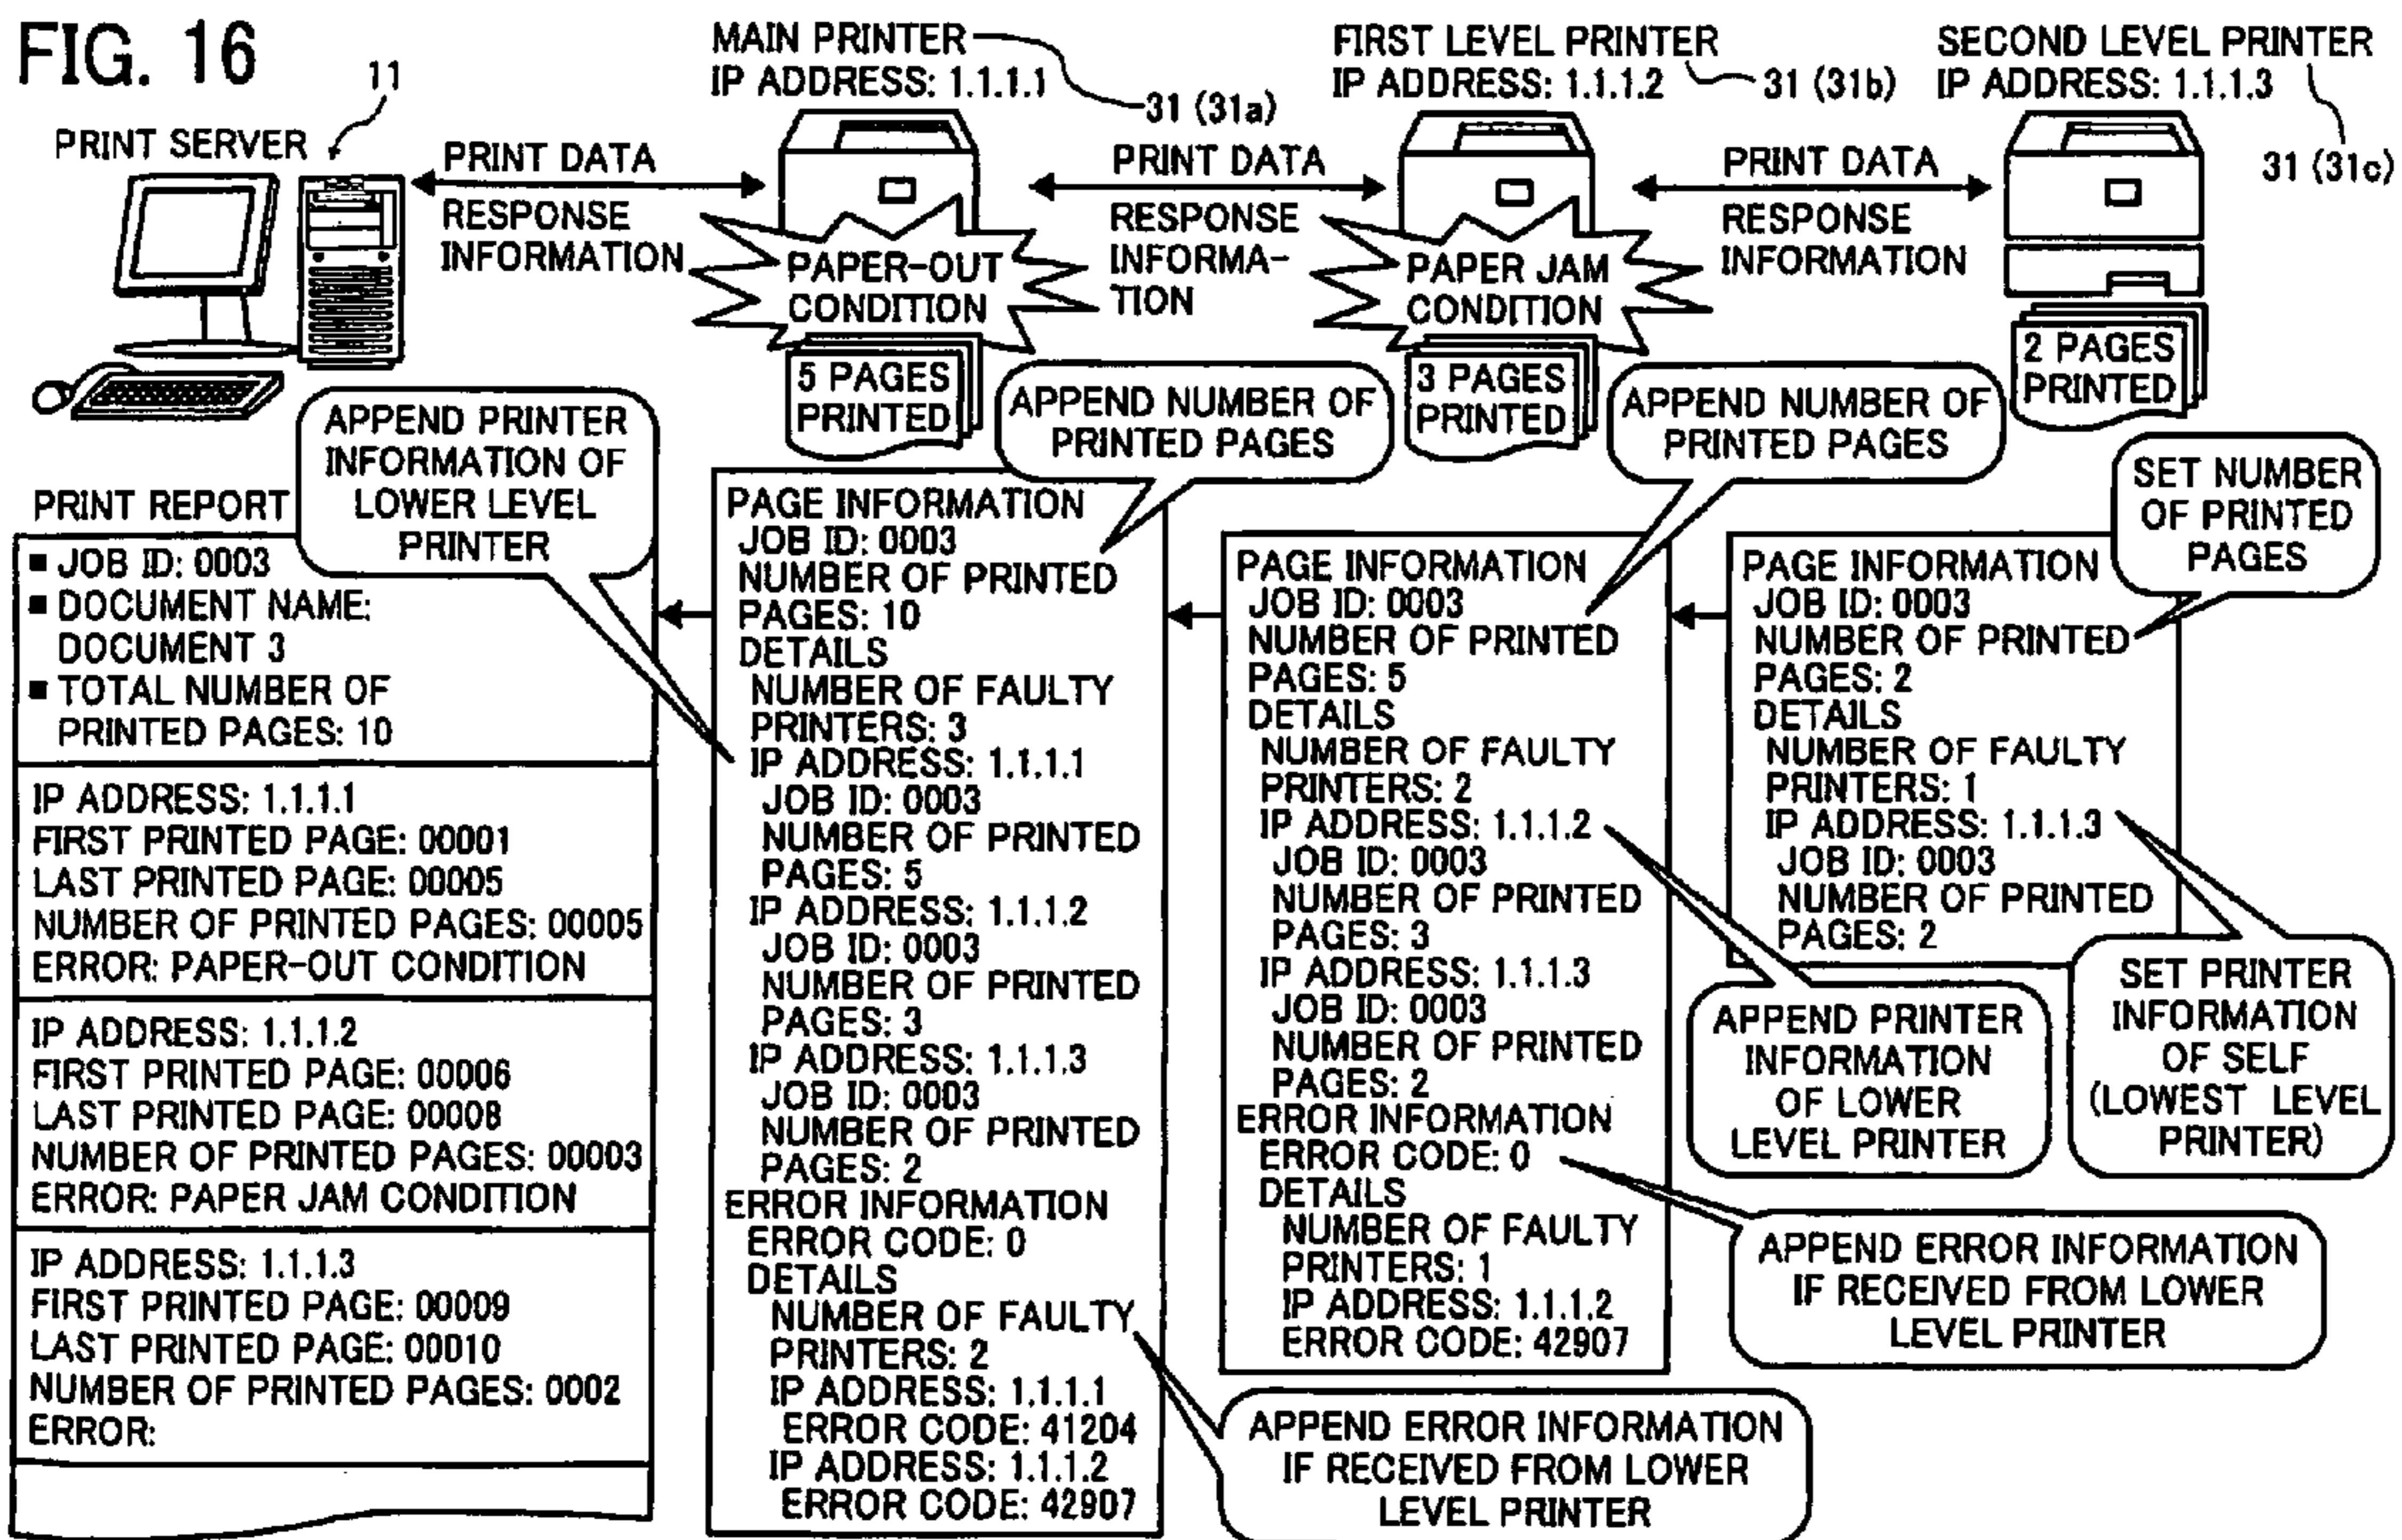 FIG. 16
11
PRINT SERVER
MAIN PRINTER
IP ADDRESS: 1.1.1.1
31 (31a)
FIRST LEVEL PRINTER
IP ADDRESS: 1.1.1.2
31 (31b)
SECOND LEVEL PRINTER
IP ADDRESS: 1.1.1.3
31 (31c)
PRINT DATA
RESPONSE
INFORMATION
PRINT DATA
RESPONSE
INFORMA-
TION
PRINT DATA
RESPONSE
INFORMATION
PAPER-OUT
CONDITION
PAPER JAM
CONDITION
5 PAGES
PRINTED
3 PAGES
PRINTED
2 PAGES
PRINTED
APPEND PRINTER
INFORMATION OF
LOWER LEVEL
PRINTER
APPEND NUMBER OF
PRINTED PAGES
APPEND NUMBER OF
PRINTED PAGES
SET NUMBER
OF PRINTED
PAGES
PRINT REPORT
■ JOB ID: 0003
■ DOCUMENT NAME:
DOCUMENT 3
■ TOTAL NUMBER OF
PRINTED PAGES: 10
IP ADDRESS: 1.1.1.1
FIRST PRINTED PAGE: 00001
LAST PRINTED PAGE: 00005
NUMBER OF PRINTED PAGES: 00005
ERROR: PAPER-OUT CONDITION
IP ADDRESS: 1.1.1.2
FIRST PRINTED PAGE: 00006
LAST PRINTED PAGE: 00008
NUMBER OF PRINTED PAGES: 00003
ERROR: PAPER JAM CONDITION
IP ADDRESS: 1.1.1.3
FIRST PRINTED PAGE: 00009
LAST PRINTED PAGE: 00010
NUMBER OF PRINTED PAGES: 0002
ERROR:
PAGE INFORMATION
JOB ID: 0003
NUMBER OF PRINTED
PAGES: 10
DETAILS
NUMBER OF FAULTY
PRINTERS: 3
IP ADDRESS: 1.1.1.1
JOB ID: 0003
NUMBER OF PRINTED
PAGES: 5
IP ADDRESS: 1.1.1.2
JOB ID: 0003
NUMBER OF PRINTED
PAGES: 3
IP ADDRESS: 1.1.1.3
JOB ID: 0003
NUMBER OF PRINTED
PAGES: 2
ERROR INFORMATION
ERROR CODE: 0
DETAILS
NUMBER OF FAULTY
PRINTERS: 2
IP ADDRESS: 1.1.1.1
ERROR CODE: 41204
IP ADDRESS: 1.1.1.2
ERROR CODE: 42907
PAGE INFORMATION
JOB ID: 0003
NUMBER OF PRINTED
PAGES: 5
DETAILS
NUMBER OF FAULTY
PRINTERS: 2
IP ADDRESS: 1.1.1.2
JOB ID: 0003
NUMBER OF PRINTED
PAGES: 3
IP ADDRESS: 1.1.1.3
JOB ID: 0003
NUMBER OF PRINTED
PAGES: 2
ERROR INFORMATION
ERROR CODE: 0
DETAILS
NUMBER OF FAULTY
PRINTERS: 1
IP ADDRESS: 1.1.1.2
ERROR CODE: 42907
PAGE INFORMATION
JOB ID: 0003
NUMBER OF PRINTED
PAGES: 2
DETAILS
NUMBER OF FAULTY
PRINTERS: 1
IP ADDRESS: 1.1.1.3
JOB ID: 0003
NUMBER OF PRINTED
PAGES: 2
APPEND PRINTER
INFORMATION
OF LOWER
LEVEL PRINTER
SET PRINTER
INFORMATION
OF SELF
(LOWEST LEVEL
PRINTER)
APPEND ERROR INFORMATION
IF RECEIVED FROM LOWER
LEVEL PRINTER
APPEND ERROR INFORMATION
IF RECEIVED FROM LOWER
LEVEL PRINTER